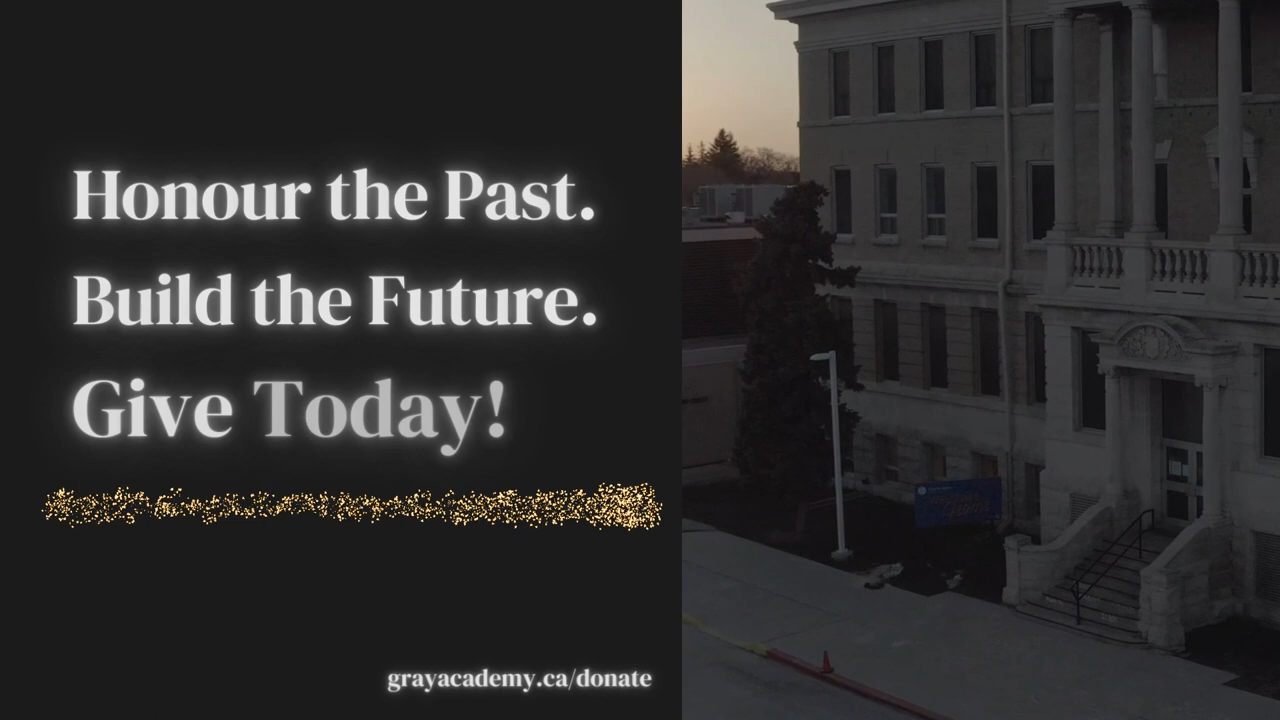 Honour the Past.
Build the Future.
Give Today!
grayacademy.ca/donate